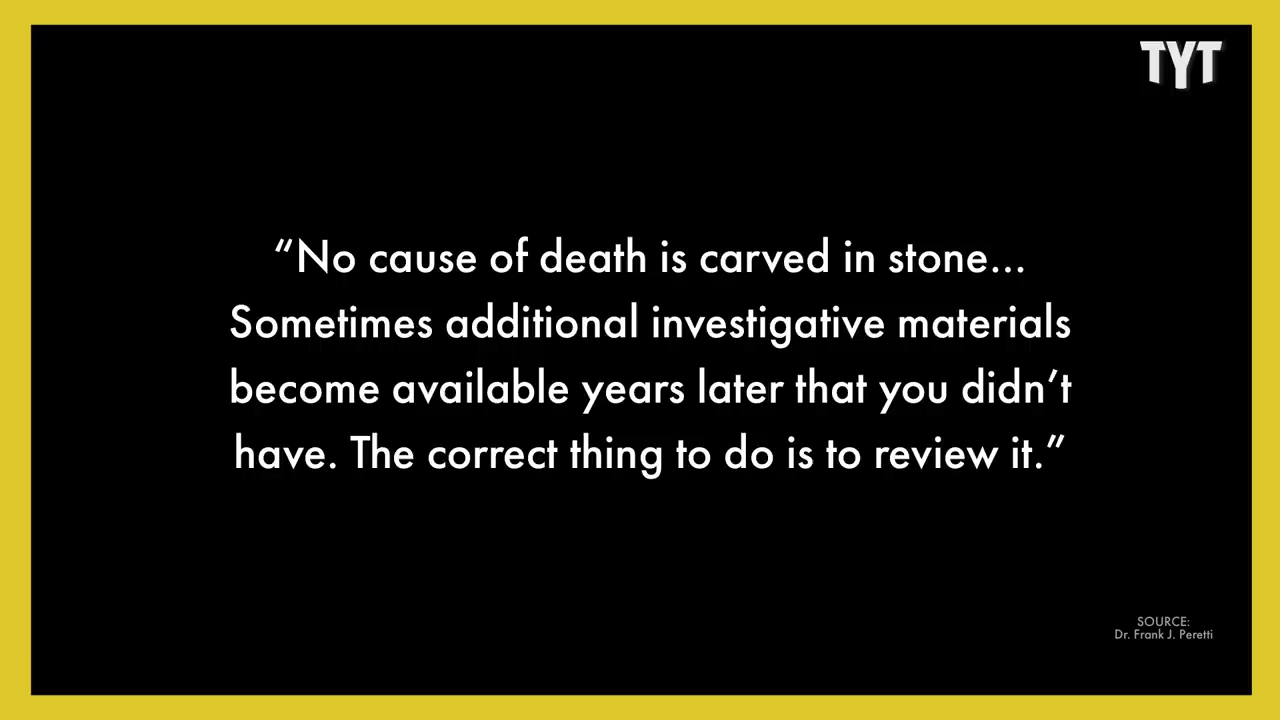 TYT
“No cause of death is carved in stone...
Sometimes additional investigative materials
become available years later that you didn’t
have. The correct thing to do is to review it.”
SOURCE:
Dr. Frank J. Peretti